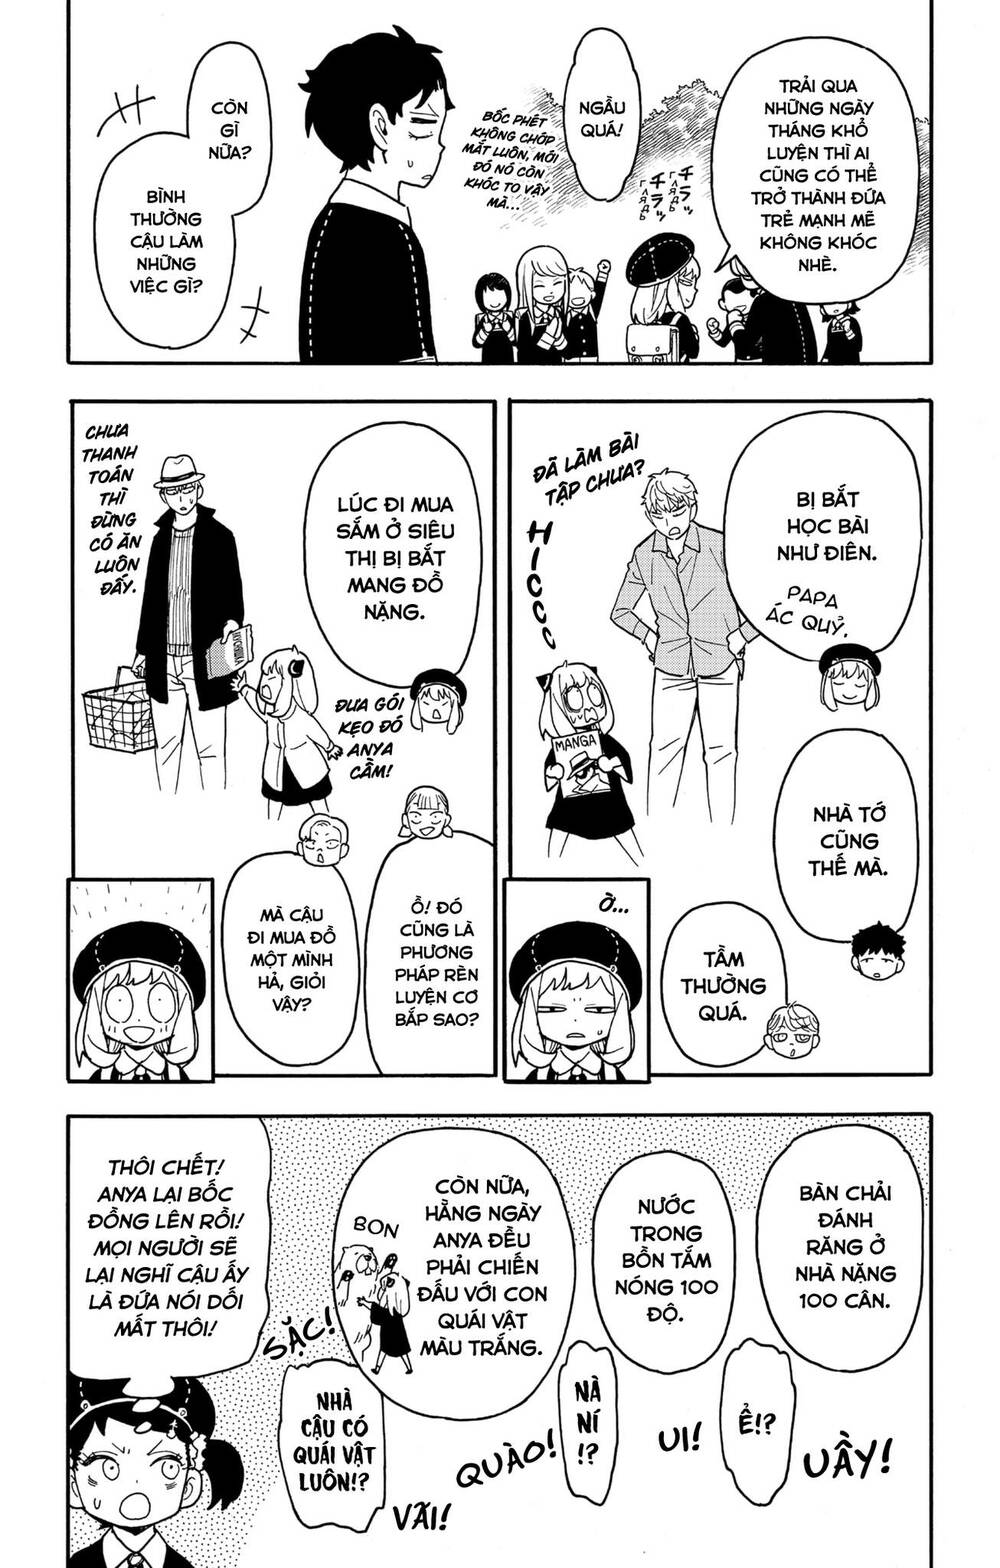 TRẢI QUA
NHỮNG NGÀY
THÁNG KHỔ
LUYỆN THÌ AI
CŨNG CÓ THỂ
TRỞ THÀNH ĐỨA
TRẺ MẠNH MẼ
KHÔNG KHÓC
NHÈ.
NGẦU
QUÁ!
チラッ
チラッ
ГЛЯДЬ
ГЛЯДЬ
BỐC PHÉT
KHÔNG CHỚP
MẮT LUÔN, MỚI
ĐÓ NÓ CÒN
KHÓC TO VẬY
MÀ...
CÒN
GÌ
NỮA?
BÌNH
THƯỜNG
CẬU LÀM
NHỮNG
VIỆC GÌ?
BỊ BẮT
HỌC BÀI
NHƯ ĐIÊN.
PAPA
ÁC QUỶ.
ĐÃ LÀM BÀI
TẬP CHƯA?
HICCC
MANGA
NHÀ TỚ
CŨNG
THẾ MÀ.
TẦM
THƯỜNG
QUÁ.
Ờ...
LÚC ĐI MUA
SẮM Ở SIÊU
THỊ BỊ BẮT
MANG ĐỒ
NẶNG.
CHƯA
THANH
TOÁN
THÌ
ĐỪNG
CÓ ĂN
LUÔN
ĐẤY.
ĐƯA GÓI
KẸO ĐÓ
ANYA
CẦM!
Ồ! ĐÓ
CŨNG LÀ
PHƯƠNG
PHÁP RÈN
LUYỆN CƠ
BẮP SAO?
MÀ CẬU
ĐI MUA ĐỒ
MỘT MÌNH
HẢ, GIỎI
VẬY?
BÀN CHẢI
ĐÁNH
RĂNG Ở
NHÀ NẶNG
100 CÂN.
UẦY!
Ể!?
NƯỚC
TRONG
BỒN TẮM
NÓNG 100
ĐỘ.
UI!
NÀ
NÍ
!?
QUÀO!
CÒN NỮA,
HẰNG NGÀY
ANYA ĐỀU
PHẢI CHIẾN
ĐẤU VỚI CON
QUÁI VẬT
MÀU TRẮNG.
BON
NHÀ
CẬU CÓ
QUÁI VẬT
LUÔN!?
VÃI!
SẶC!
THÔI CHẾT!
ANYA LẠI BỐC
ĐỒNG LÊN RỒI!
MỌI NGƯỜI SẼ
LẠI NGHĨ CẬU ẤY
LÀ ĐỨA NÓI DỐI
MẤT THÔI!